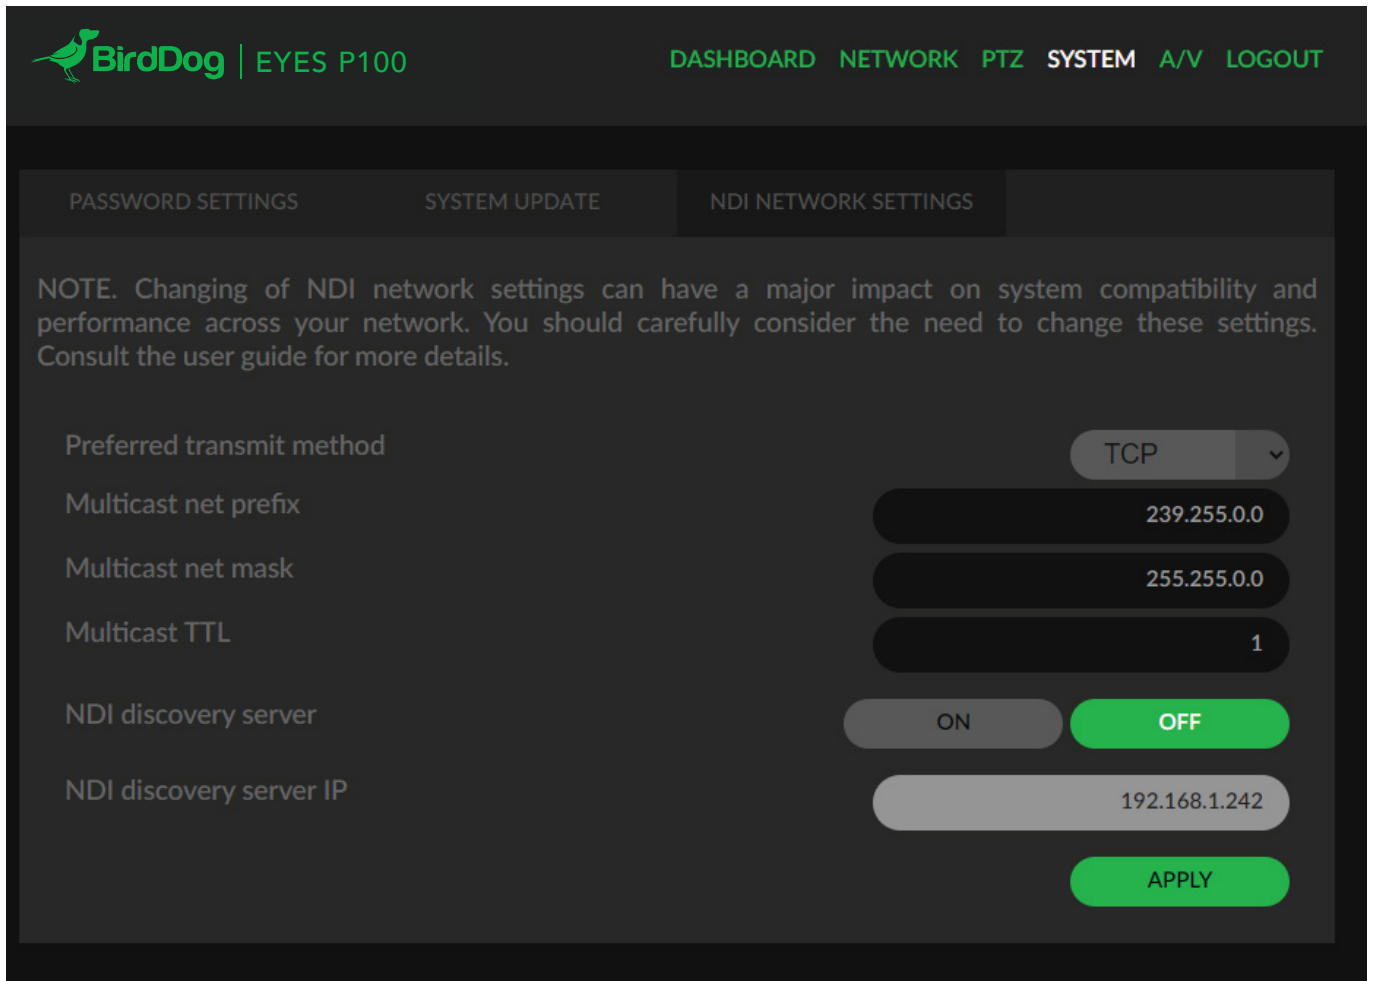 BirdDog | EYES P100
DASHBOARD NETWORK PTZ SYSTEM A/V LOGOUT
PASSWORD SETTINGS SYSTEM UPDATE NDI NETWORK SETTINGS
NOTE. Changing of NDI network settings can have a major impact on system compatibility and
performance across your network. You should carefully consider the need to change these settings.
Consult the user guide for more details.
Preferred transmit method TCP
Multicast net prefix 239.255.0.0
Multicast net mask 255.255.0.0
Multicast TTL 1
NDI discovery server ON OFF
NDI discovery server IP 192.168.1.242
APPLY